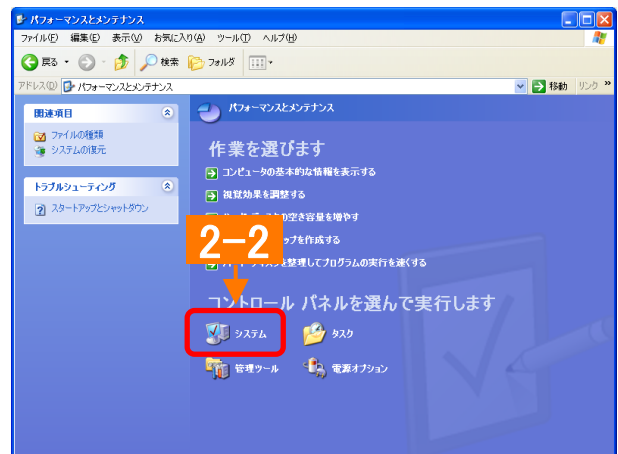 パフォーマンスとメンテナンス
ファイル(F) 編集(E) 表示(V) お気に入り(A) ツール(T) ヘルプ(H)
戻る 検索 フォルダ
アドレス(D) パフォーマンスとメンテナンス 移動 リンク »
関連項目
ファイルの種類
システムの復元
トラブルシューティング
スタートアップとシャットダウン
パフォーマンスとメンテナンス
作業を選びます
コンピュータの基本的な情報を表示する
視覚効果を調整する
の空き容量を増やす
ップを作成する
を整理してプログラムの実行を速くする
2-2
コントロール パネルを選んで実行します
システム タスク
管理ツール 電源オプション